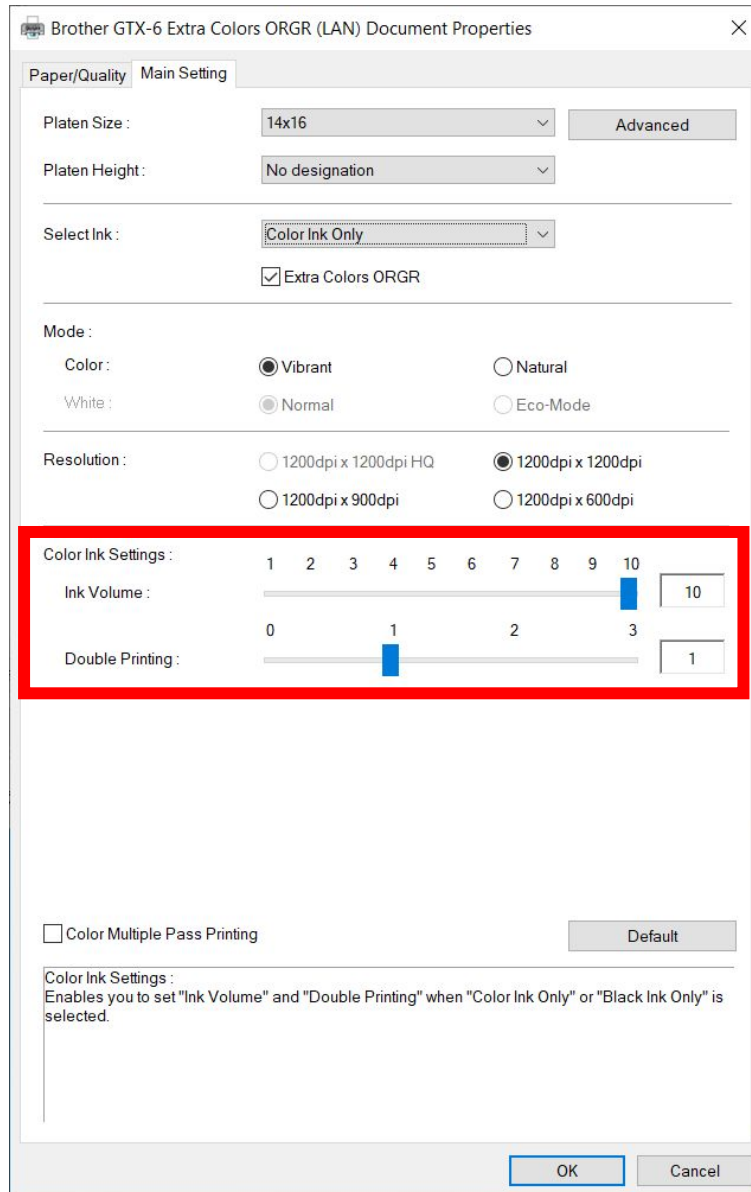 Brother GTX-6 Extra Colors ORGR (LAN) Document Properties
Paper/Quality Main Setting
Platen Size : 14x16 Advanced
Platen Height : No designation
Select Ink : Color Ink Only
Extra Colors ORGR
Mode :
Color : Vibrant Natural
White : Normal Eco-Mode
Resolution : 1200dpi x 1200dpi HQ 1200dpi x 1200dpi
1200dpi x 900dpi 1200dpi x 600dpi
Color Ink Settings : 1 2 3 4 5 6 7 8 9 10
Ink Volume : 10
0 1 2 3
Double Printing : 1
Color Multiple Pass Printing Default
Color Ink Settings :
Enables you to set "Ink Volume" and "Double Printing" when "Color Ink Only" or "Black Ink Only" is
selected.
OK Cancel